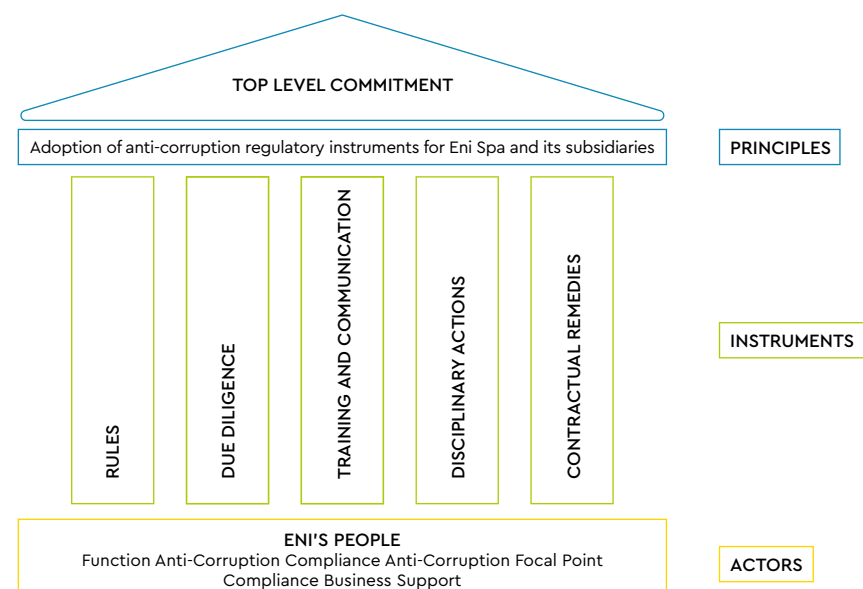 TOP LEVEL COMMITMENT
Adoption of anti-corruption regulatory instruments for Eni Spa and its subsidiaries
PRINCIPLES
RULES
DUE DILIGENCE
TRAINING AND COMMUNICATION
DISCIPLINARY ACTIONS
CONTRACTUAL REMEDIES
INSTRUMENTS
ENI'S PEOPLE
Function Anti-Corruption Compliance Anti-Corruption Focal Point
Compliance Business Support
ACTORS